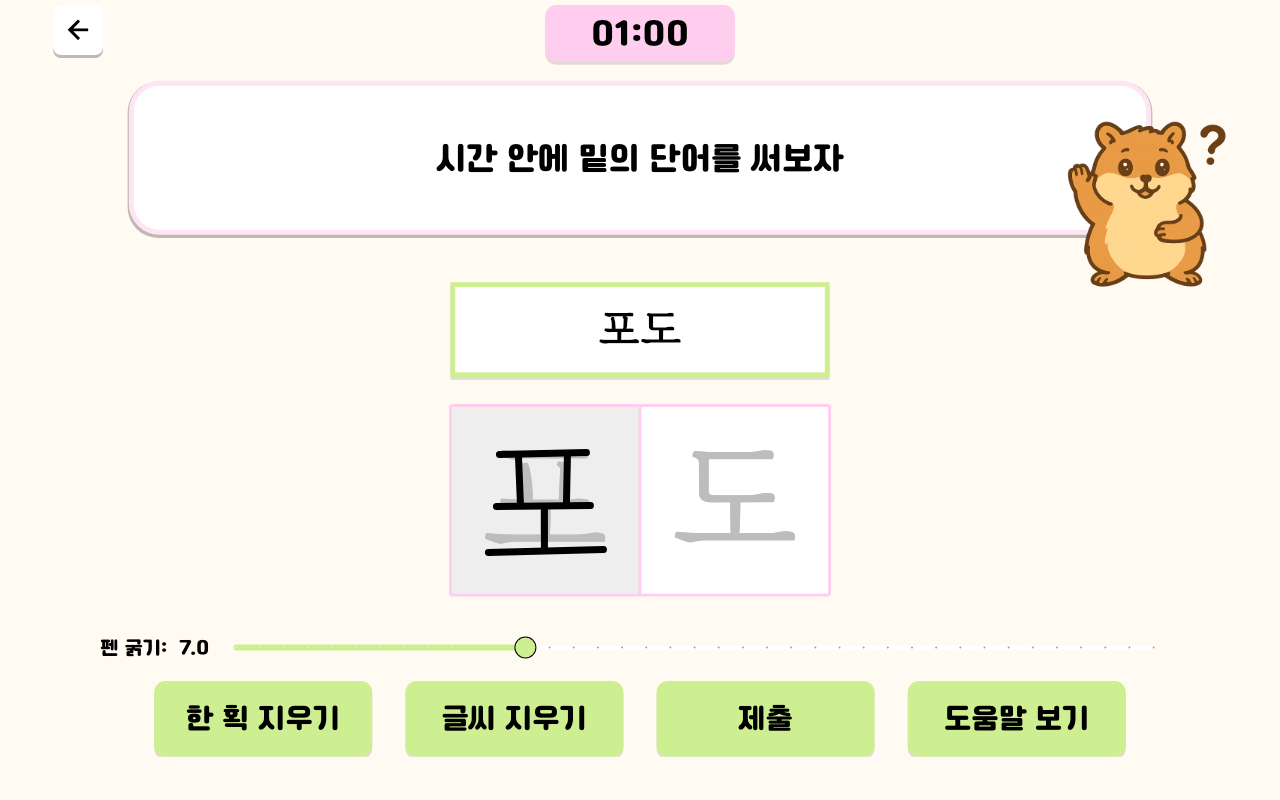 01:00
시간 안에 밑의 단어를 써보자
?
포도
포 도
펜 굵기: 7.0
한 획 지우기 글씨 지우기 제출 도움말 보기